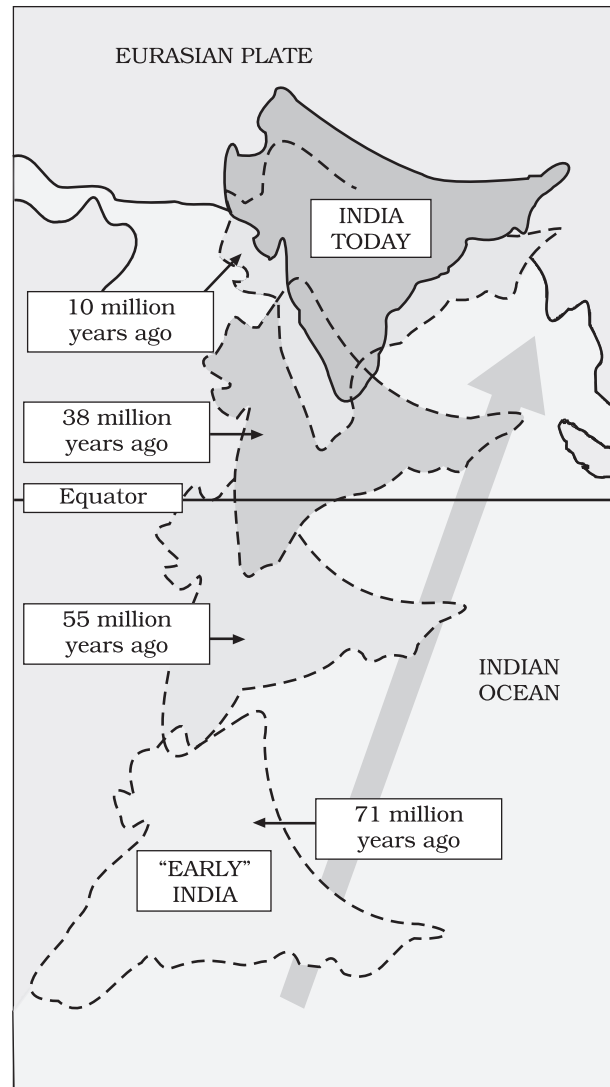 EURASIAN PLATE
INDIA
TODAY
10 million
years ago
38 million
years ago
Equator
55 million
years ago
INDIAN
OCEAN
71 million
years ago
“EARLY”
INDIA